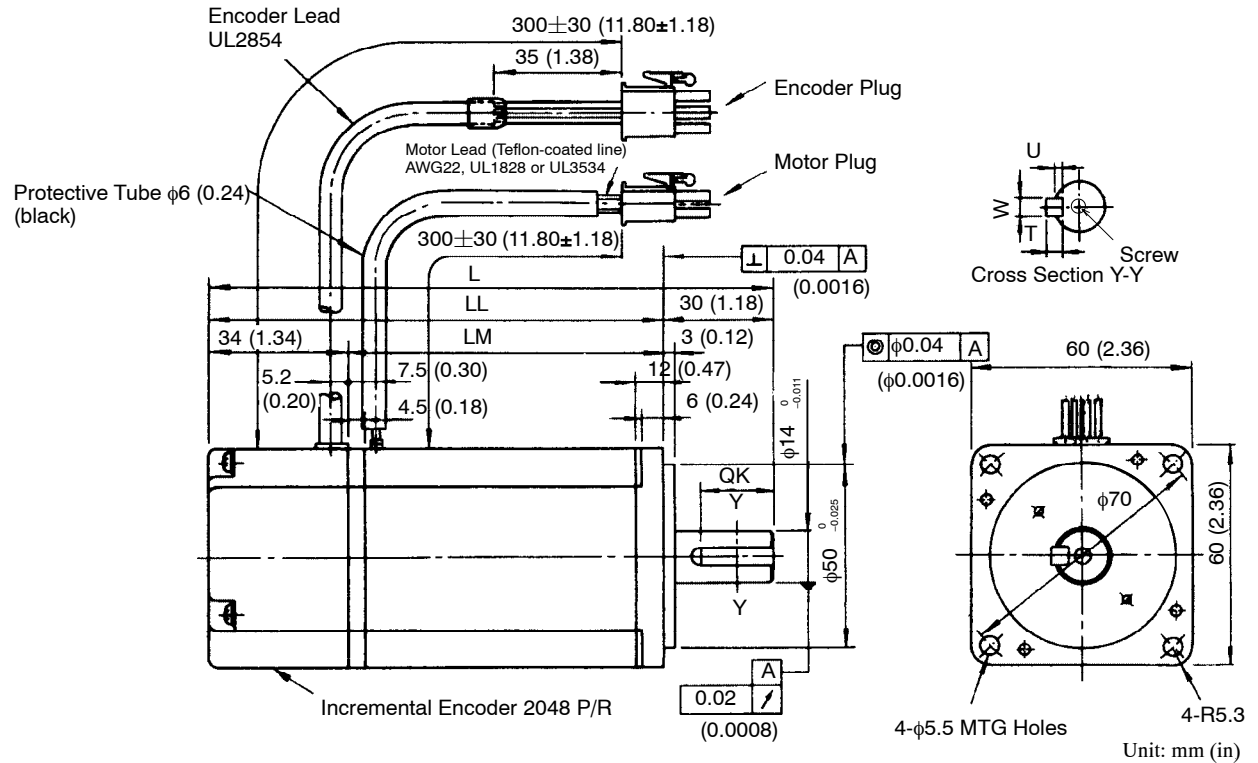 Encoder Lead
UL2854
300±30 (11.80±1.18)
35 (1.38)
Encoder Plug
Motor Lead (Teflon-coated line)
AWG22, UL1828 or UL3534
Motor Plug
Protective Tube ϕ6 (0.24)
(black)
300±30 (11.80±1.18)
U
W
T
Screw
Cross Section Y-Y
⊥ 0.04 A
(0.0016)
L
LL
30 (1.18)
34 (1.34)
LM
3 (0.12)
5.2
(0.20)
7.5 (0.30)
12 (0.47)
4.5 (0.18)
6 (0.24)
◎ ϕ0.04 A
(ϕ0.0016)
60 (2.36)
ϕ14 0 -0.011
QK
Y
Y
ϕ50 0 -0.025
ϕ70
60 (2.36)
A
0.02 ↗
(0.0008)
Incremental Encoder 2048 P/R
4-ϕ5.5 MTG Holes
4-R5.3
Unit: mm (in)